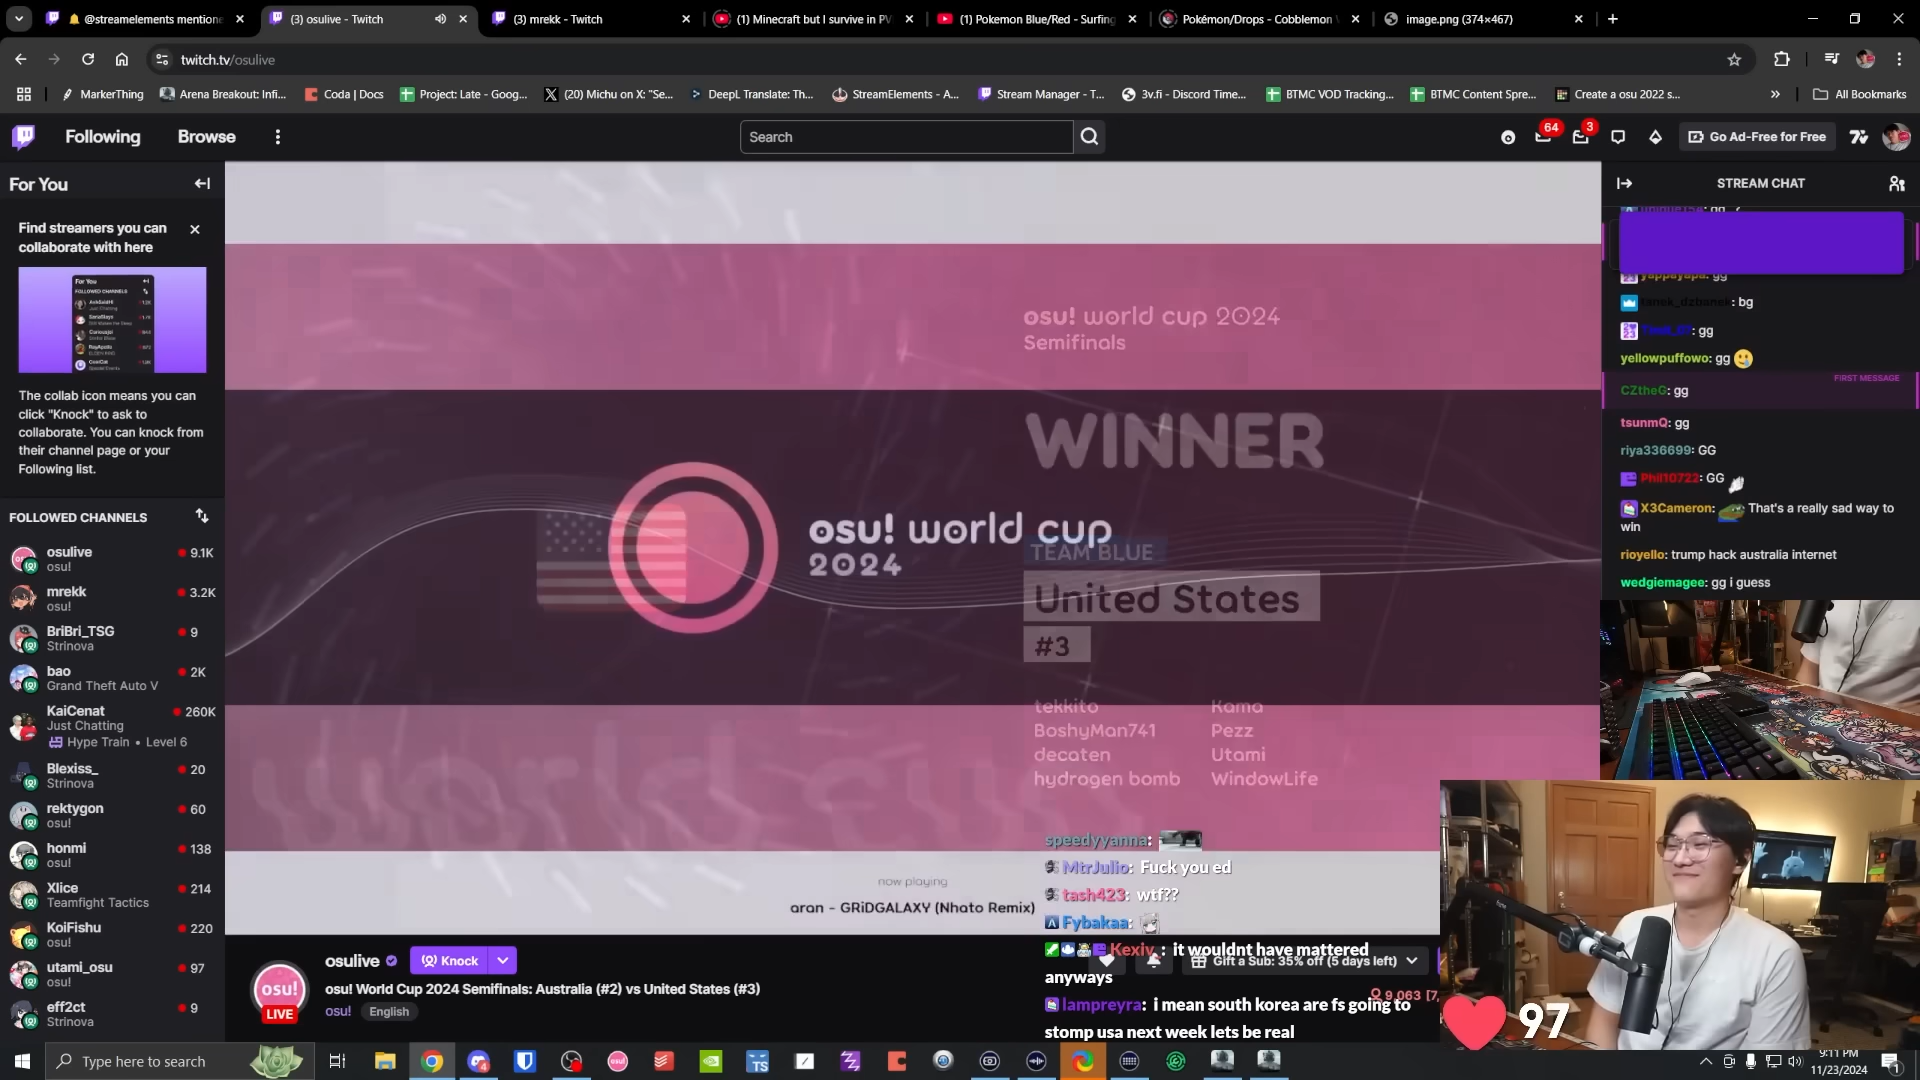 @streamelements mentione
(3) osulive - Twitch
(3) mrekk - Twitch
(1) Minecraft but I survive in PV
(1) Pokemon Blue/Red - Surfing
Pokémon/Drops - Cobblemon
image.png (374×467)
twitch.tv/osulive
MarkerThing
Arena Breakout: Infi...
Coda | Docs
Project: Late - Goog...
(20) Michu on X: "Se...
DeepL Translate: Th...
StreamElements - A...
Stream Manager - T...
3v.fi - Discord Time...
BTMC VOD Tracking...
BTMC Content Spre...
Create a osu 2022 s...
All Bookmarks
Following
Browse
Search
64
3
Go Ad-Free for Free
For You
Find streamers you can
collaborate with here
For You
FOLLOWED CHANNELS
The collab icon means you can
click "Knock" to ask to
collaborate. You can knock from
their channel page or your
Following list.
FOLLOWED CHANNELS
osulive 9.1K
osu!
mrekk 3.2K
osu!
BriBri_TSG 9
Strinova
bao 2K
Grand Theft Auto V
KaiCenat 260K
Just Chatting
Hype Train • Level 6
Blexiss_ 20
Strinova
rektygon 60
osu!
honmi 138
osu!
Xlice 214
Teamfight Tactics
KoiFishu 220
osu!
utami_osu 97
osu!
eff2ct 9
Strinova
osu! world cup 2024
Semifinals
WINNER
osu! world cup
2024
TEAM BLUE
United States
#3
tekkito Kama
BoshyMan741 Pezz
decaten Utami
hydrogen bomb WindowLife
world cup
now playing
aran - GRiDGALAXY (Nhato Remix)
speedyyanna:
MtrJulio: Fuck you ed
tash423: wtf??
Fybakaa:
Kexiv : it wouldnt have mattered
anyways
lampreyra: i mean south korea are fs going to
stomp usa next week lets be real
osulive
Knock
Gift a Sub: 35% off (5 days left)
osu! World Cup 2024 Semifinals: Australia (#2) vs United States (#3)
osu! English
9,063
osu!
LIVE
STREAM CHAT
yappayapa: gg
: bg
: gg
yellowpuffowo: gg
FIRST MESSAGE
CZtheG: gg
tsunmQ: gg
riya336699: GG
Phil10722: GG
X3Cameron: That's a really sad way to
win
rioyello: trump hack australia internet
wedgiemagee: gg i guess
97
Type here to search
9:11 PM
11/23/2024